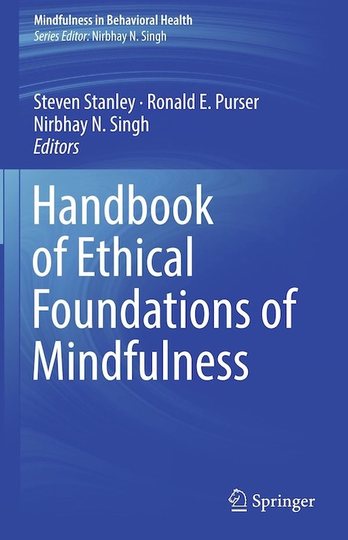 Mindfulness in Behavioral Health
Series Editor: Nirbhay N. Singh
Steven Stanley · Ronald E. Purser
Nirbhay N. Singh
Editors
Handbook
of Ethical
Foundations of
Mindfulness
Springer